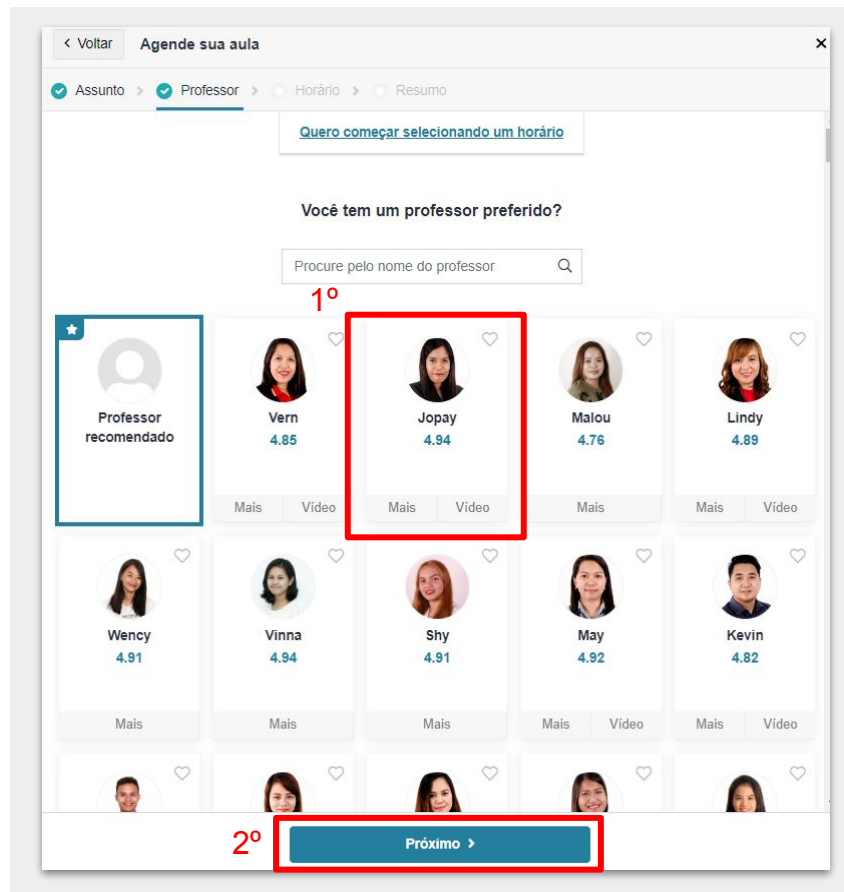 Voltar Agende sua aula ×
Assunto > Professor > Horário > Resumo
Quero começar selecionando um horário
Você tem um professor preferido?
Procure pelo nome do professor
1º
Professor recomendado
Vern
4.85
Mais Vídeo
Jopay
4.94
Mais Vídeo
Malou
4.76
Mais
Lindy
4.89
Mais Vídeo
Wency
4.91
Mais
Vinna
4.94
Mais
Shy
4.91
Mais
May
4.92
Mais Vídeo
Kevin
4.82
Mais Vídeo
2º
Próximo >